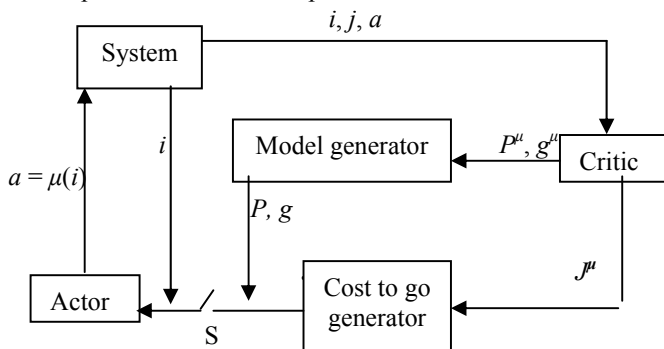 i, j, a
System
i
Model generator
P^μ, g^μ
Critic
a = μ(i)
P, g
J^μ
Actor
S
Cost to go
generator